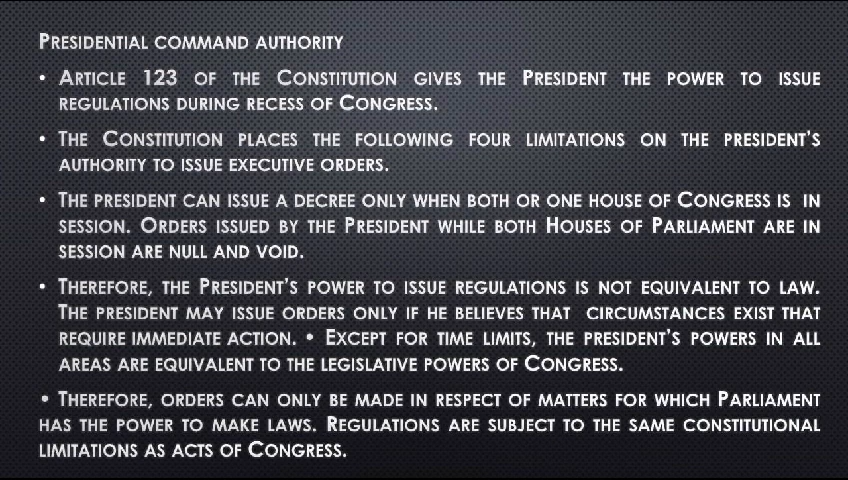 Presidential command authority
• Article 123 of the Constitution gives the President the power to issue
regulations during recess of Congress.
• The Constitution places the following four limitations on the president's
authority to issue executive orders.
• The president can issue a decree only when both or one house of Congress is in
session. Orders issued by the President while both Houses of Parliament are in
session are null and void.
• Therefore, the President's power to issue regulations is not equivalent to law.
The president may issue orders only if he believes that circumstances exist that
require immediate action. • Except for time limits, the president's powers in all
areas are equivalent to the legislative powers of Congress.
• Therefore, orders can only be made in respect of matters for which Parliament
has the power to make laws. Regulations are subject to the same constitutional
limitations as acts of Congress.